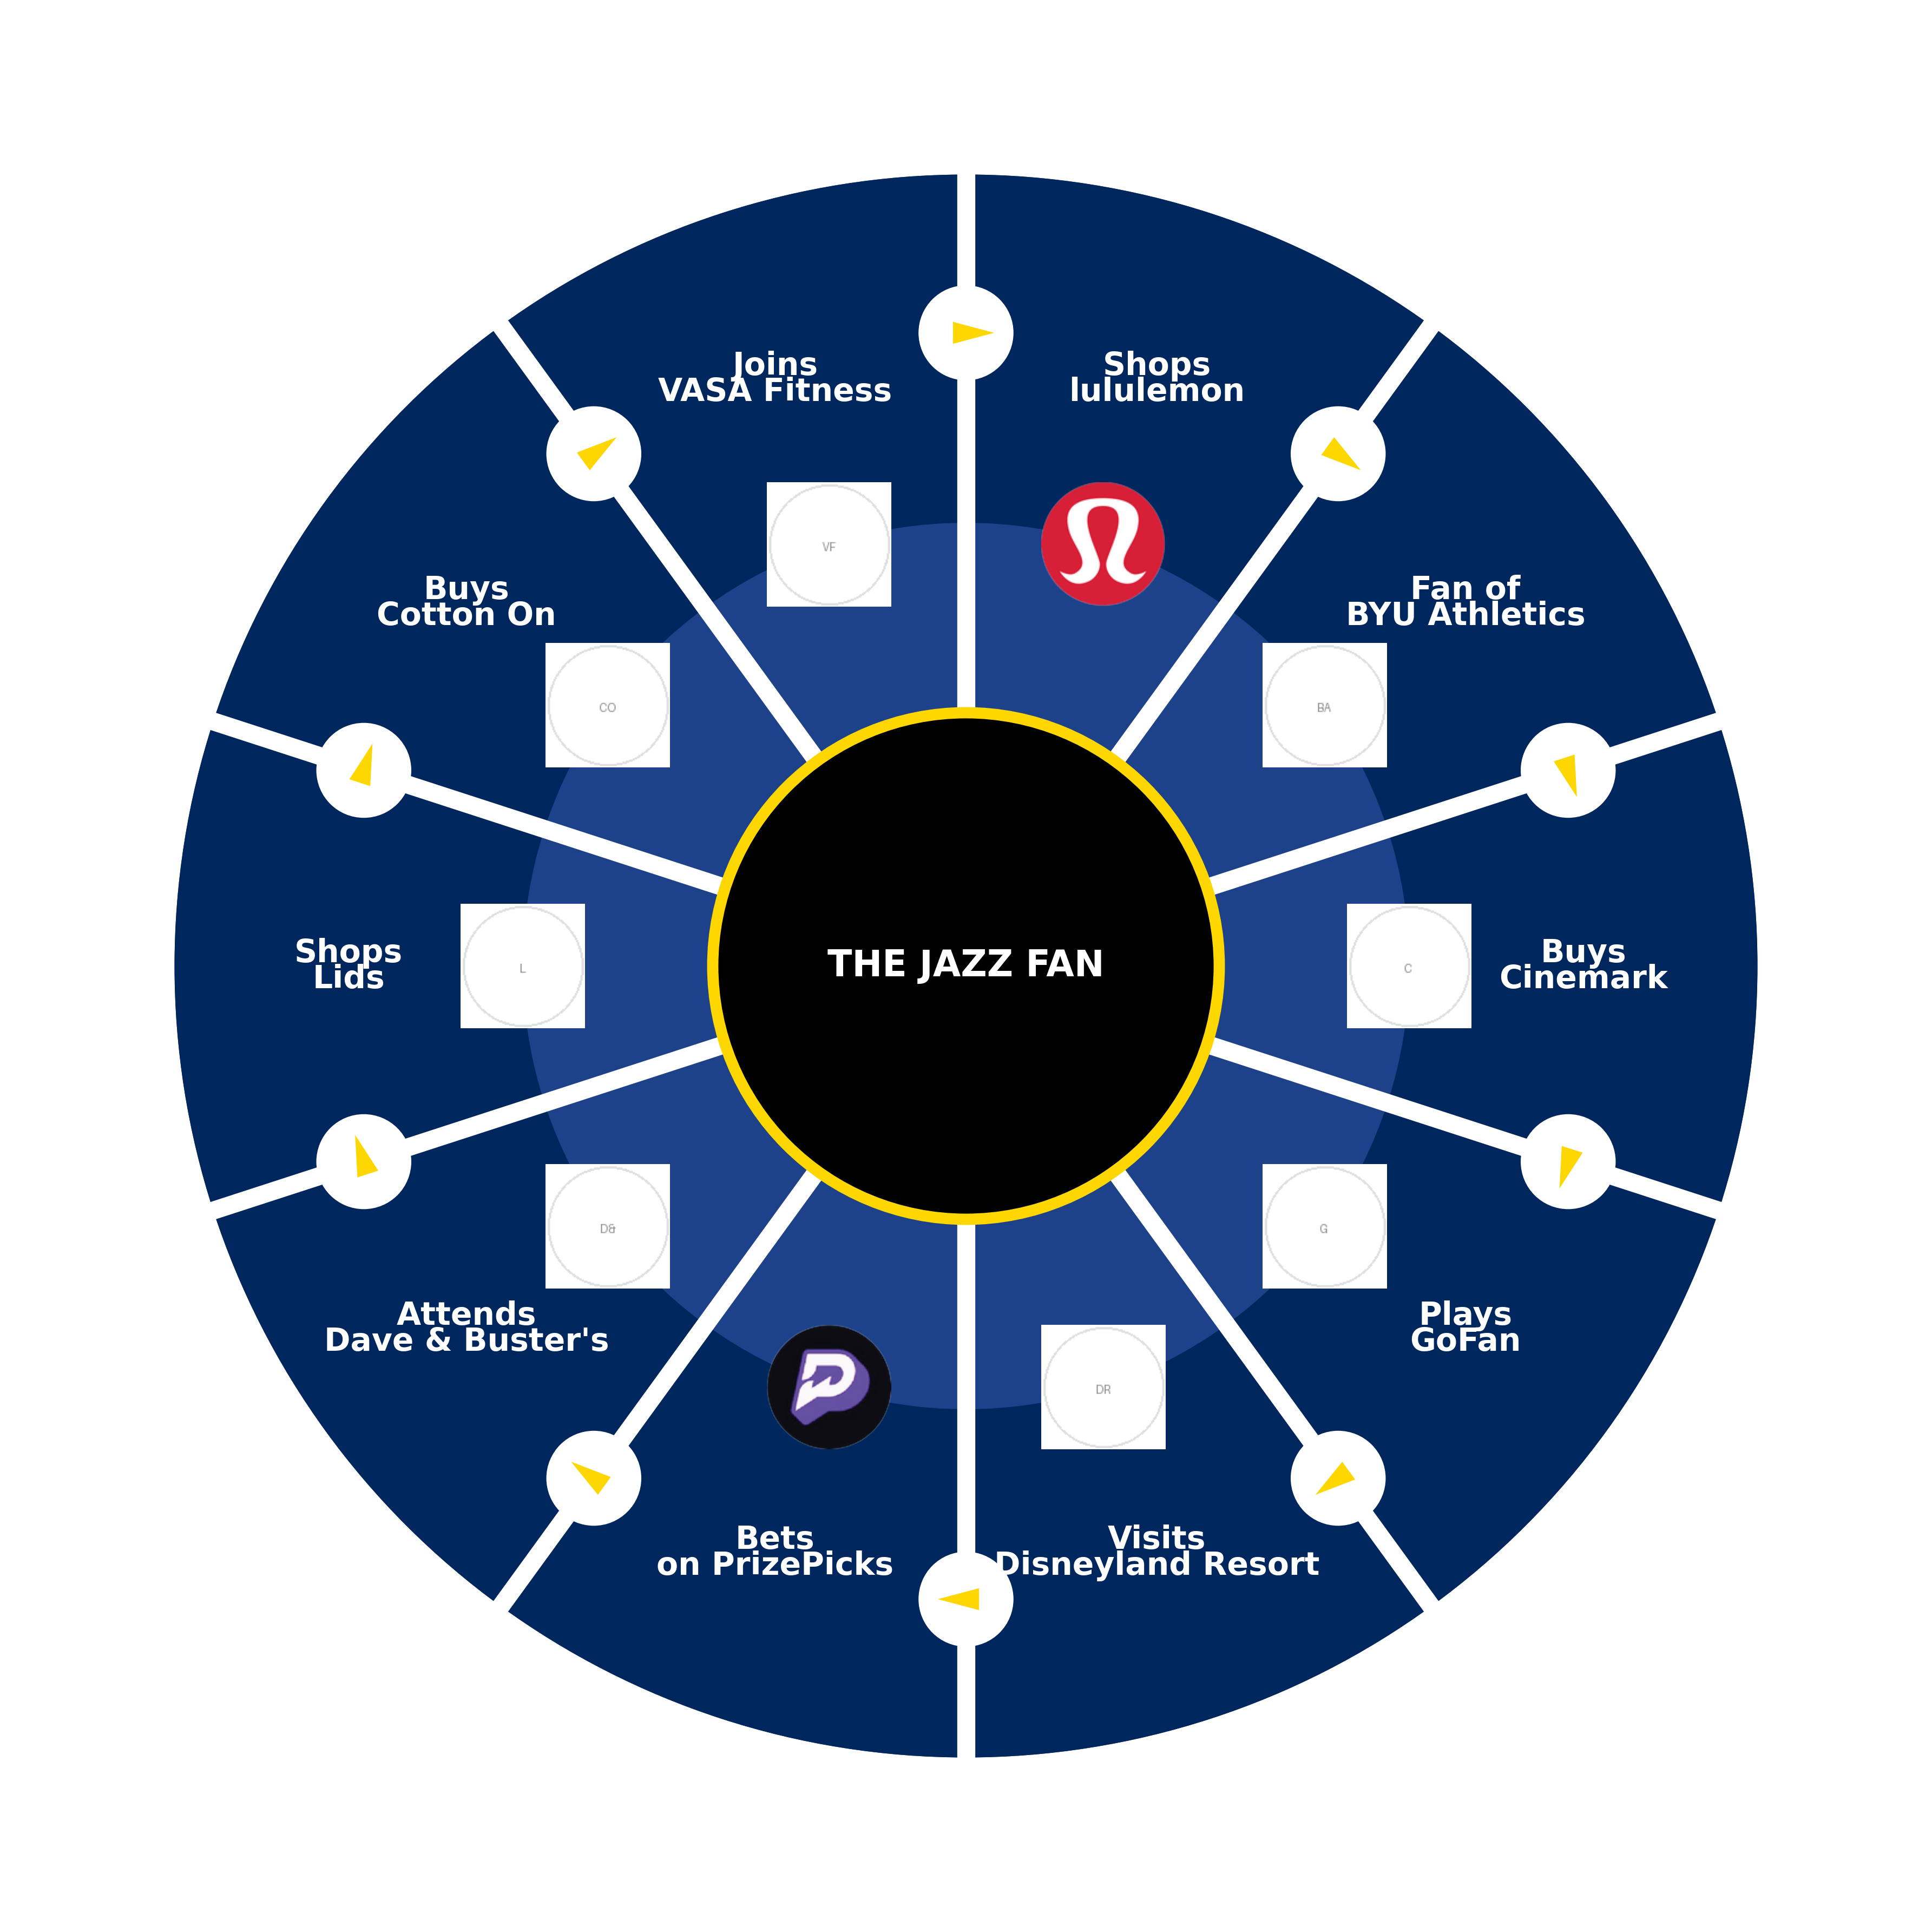 Joins
VASA Fitness
Shops
lululemon
VF
Buys
Cotton On
Fan of
BYU Athletics
CO
BA
Shops
Lids
L
THE JAZZ FAN
C
Buys
Cinemark
D&
G
Attends
Dave & Buster's
Plays
GoFan
DR
Bets
on PrizePicks
Visits
Disneyland Resort